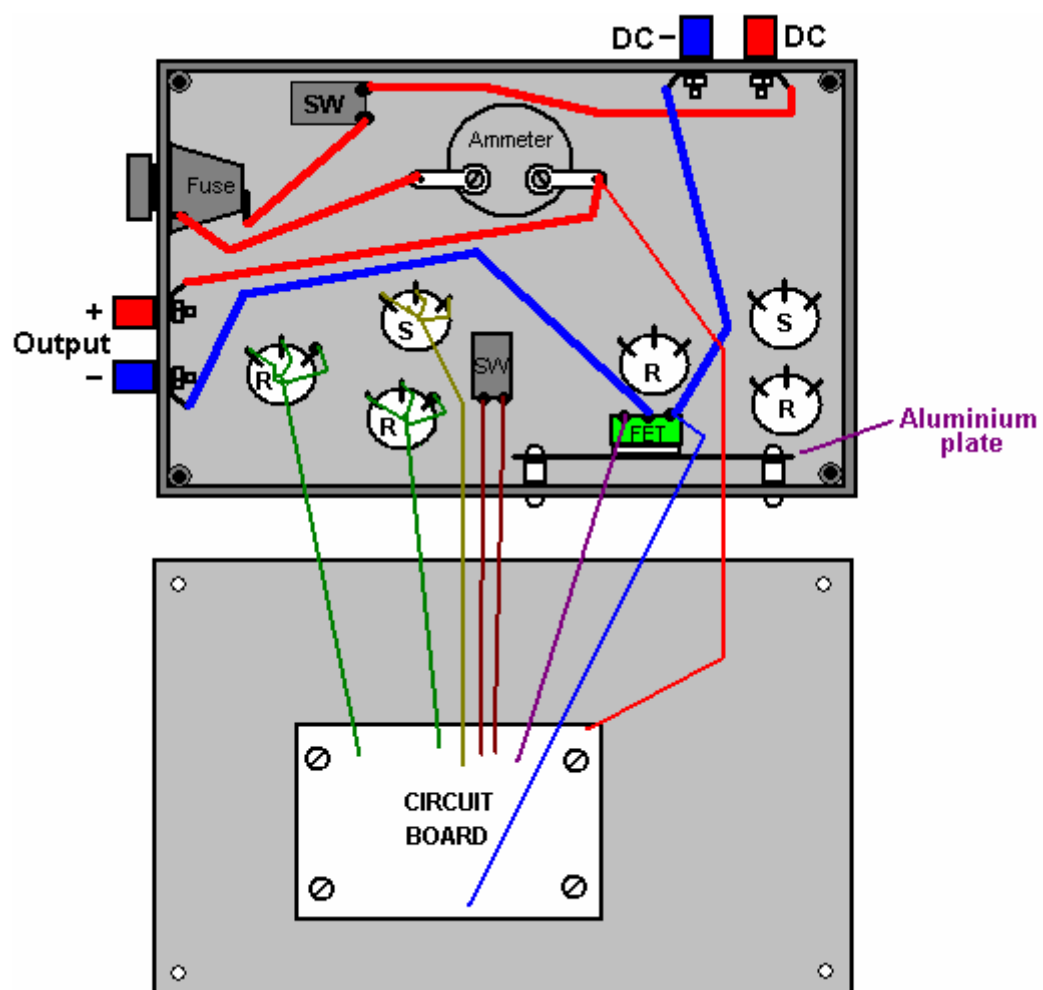 DC -
DC
SW
Ammeter
Fuse
+
Output
-
S
R
R
SW
R
S
R
FET
Aluminium
plate
CIRCUIT
BOARD